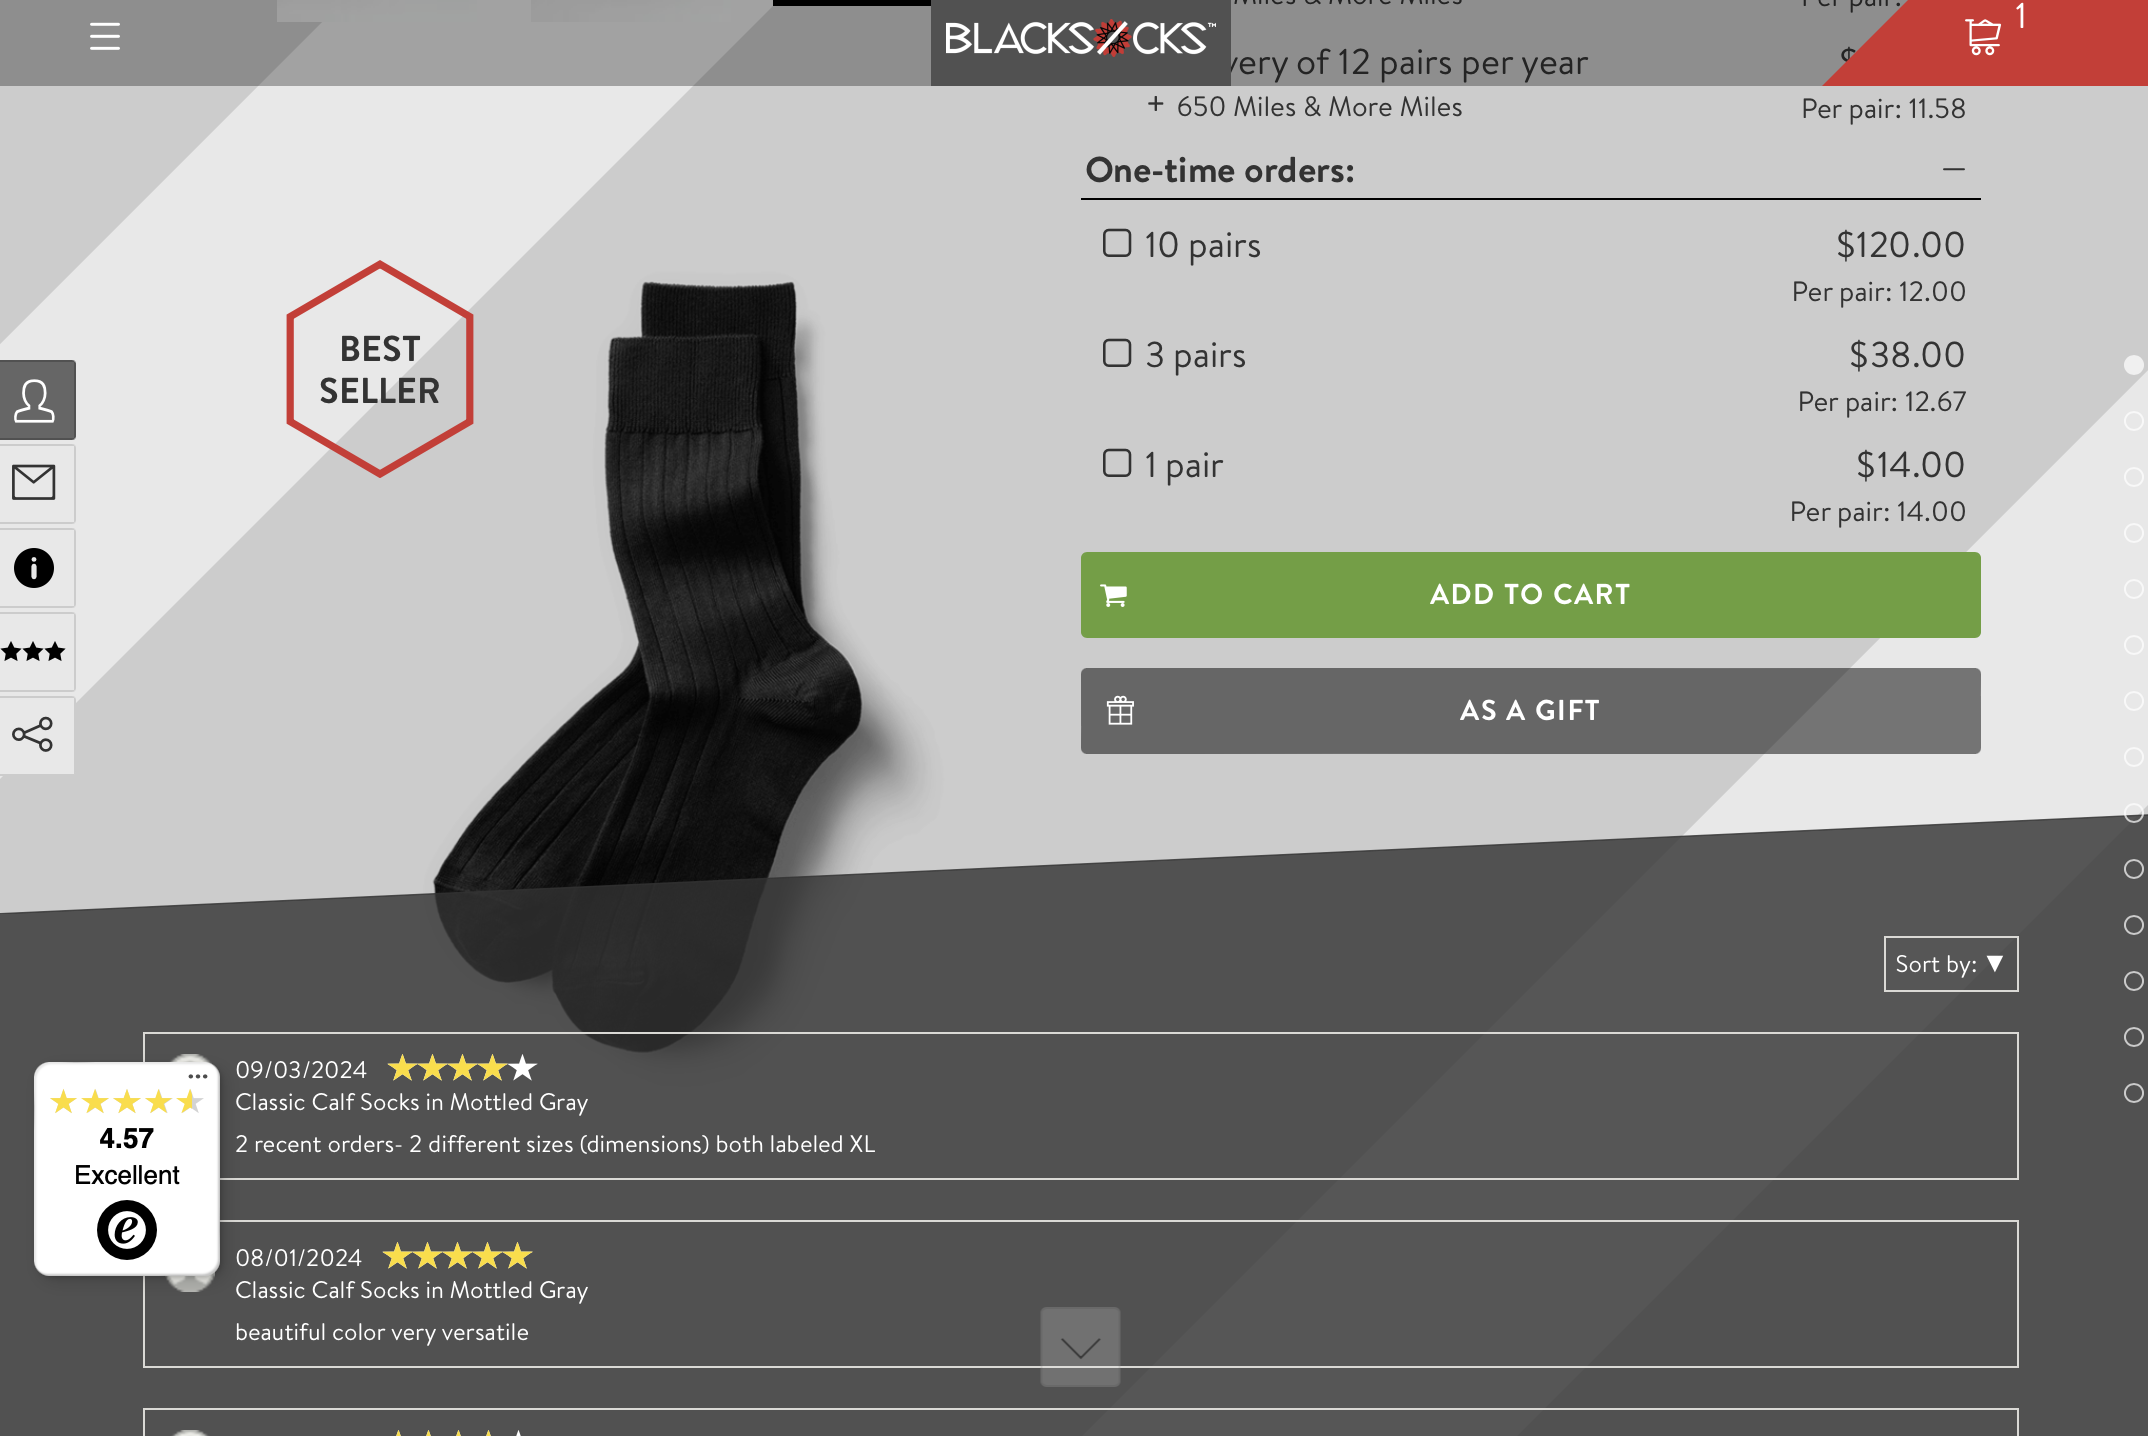 BLACKSOCKS™
1
very of 12 pairs per year
+ 650 Miles & More Miles
Per pair: 11.58
One-time orders:
10 pairs
$120.00
Per pair: 12.00
3 pairs
$38.00
Per pair: 12.67
1 pair
$14.00
Per pair: 14.00
ADD TO CART
AS A GIFT
BEST
SELLER
Sort by: ▼
09/03/2024
Classic Calf Socks in Mottled Gray
2 recent orders- 2 different sizes (dimensions) both labeled XL
08/01/2024
Classic Calf Socks in Mottled Gray
beautiful color very versatile
4.57
Excellent
e